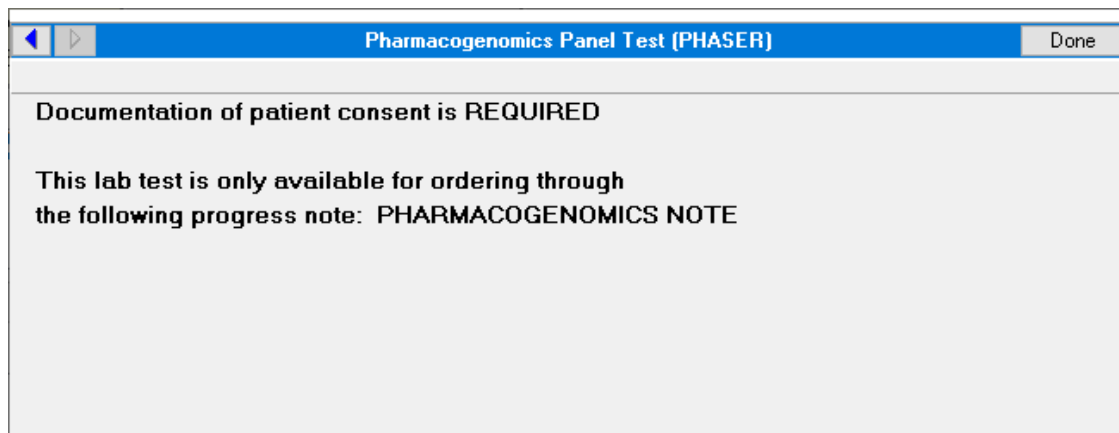 Pharmacogenomics Panel Test (PHASER)
Done
Documentation of patient consent is REQUIRED
This lab test is only available for ordering through
the following progress note: PHARMACOGENOMICS NOTE